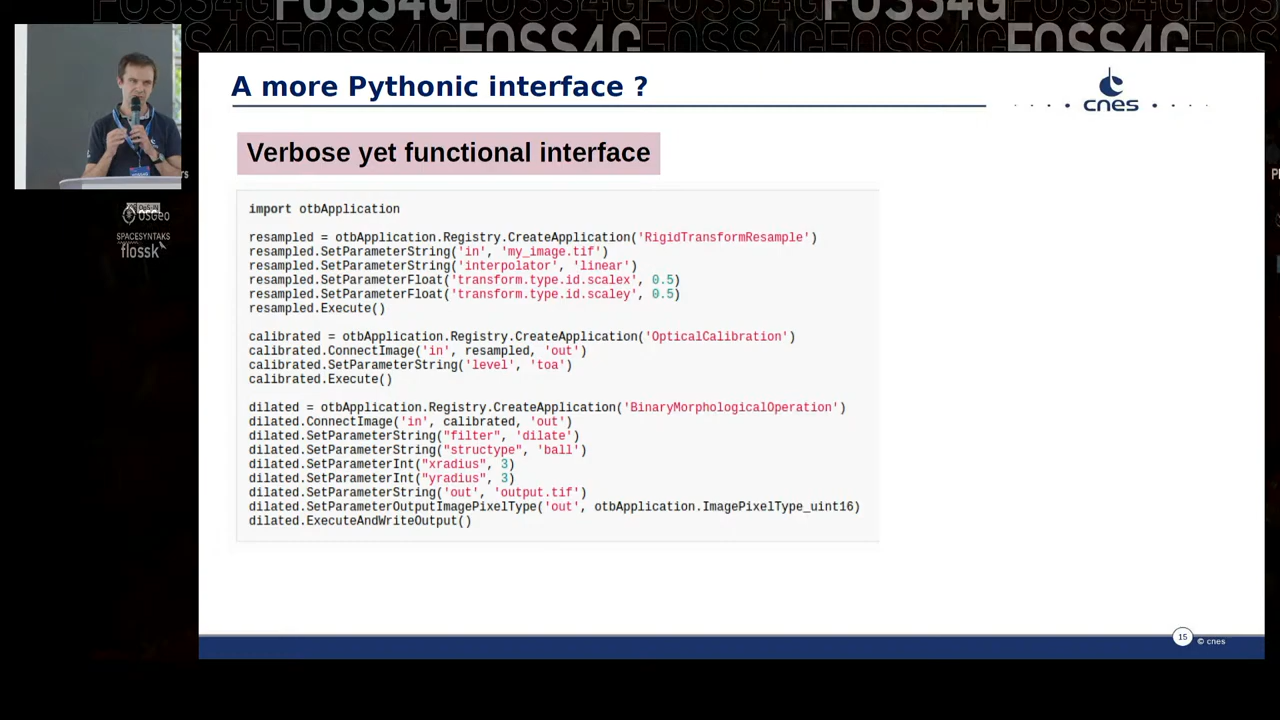 FOSS4G FOSS4G FOSS4G
A more Pythonic interface ?
cnes
Verbose yet functional interface
OSGeo
SPACESYNTAKS
flossk
import otbApplication
resampled = otbApplication.Registry.CreateApplication('RigidTransformResample')
resampled.SetParameterString('in', 'my_image.tif')
resampled.SetParameterString('interpolator', 'linear')
resampled.SetParameterFloat('transform.type.id.scalex', 0.5)
resampled.SetParameterFloat('transform.type.id.scaley', 0.5)
resampled.Execute()
calibrated = otbApplication.Registry.CreateApplication('OpticalCalibration')
calibrated.ConnectImage('in', resampled, 'out')
calibrated.SetParameterString('level', 'toa')
calibrated.Execute()
dilated = otbApplication.Registry.CreateApplication('BinaryMorphologicalOperation')
dilated.ConnectImage('in', calibrated, 'out')
dilated.SetParameterString("filter", 'dilate')
dilated.SetParameterString("structype", 'ball')
dilated.SetParameterInt("xradius", 3)
dilated.SetParameterInt("yradius", 3)
dilated.SetParameterString('out', 'output.tif')
dilated.SetParameterOutputImagePixelType('out', otbApplication.ImagePixelType_uint16)
dilated.ExecuteAndWriteOutput()
15
© cnes